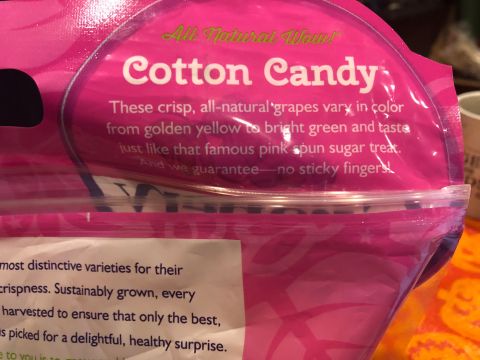 All Natural Wow!
Cotton Candy
These crisp, all-natural grapes vary in color
from golden yellow to bright green and taste
just like that famous pink spun sugar treat.
And we guarantee—no sticky fingers!
most distinctive varieties for their
crispness. Sustainably grown, every
harvested to ensure that only the best,
is picked for a delightful, healthy surprise.